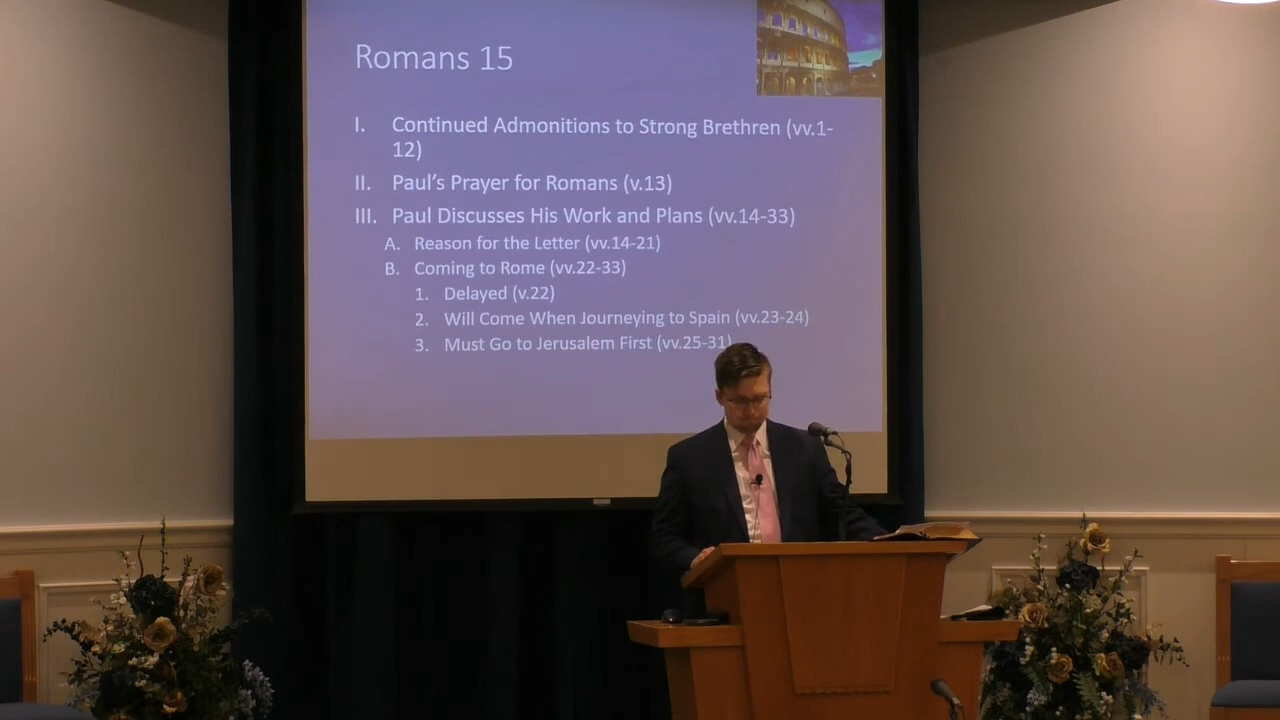 Romans 15
I. Continued Admonitions to Strong Brethren (vv.1-
12)
II. Paul's Prayer for Romans (v.13)
III. Paul Discusses His Work and Plans (vv.14-33)
A. Reason for the Letter (vv.14-21)
B. Coming to Rome (vv.22-33)
1. Delayed (v.22)
2. Will Come When Journeying to Spain (vv.23-24)
3. Must Go to Jerusalem First (vv.25-31)